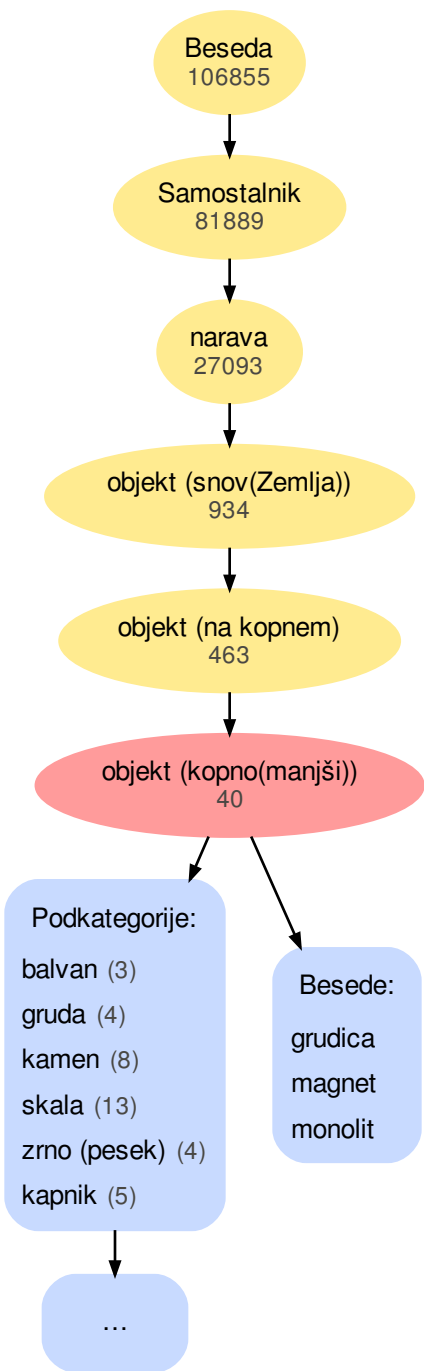 Beseda
106855
Samostalnik
81889
narava
27093
objekt (snov(Zemlja))
934
objekt (na kopnem)
463
objekt (kopno(manjši))
40
Podkategorije:
balvan (3)
gruda (4)
kamen (8)
skala (13)
zrno (pesek) (4)
kapnik (5)
Besede:
grudica
magnet
monolit
...